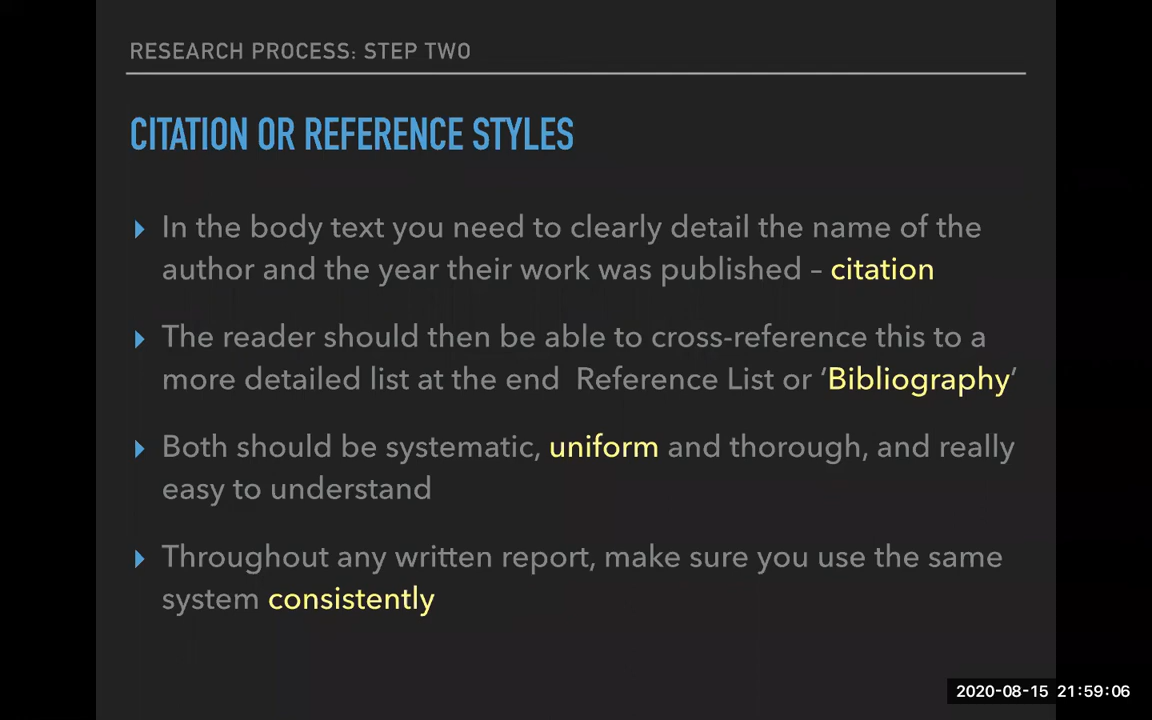 RESEARCH PROCESS: STEP TWO
CITATION OR REFERENCE STYLES
In the body text you need to clearly detail the name of the
author and the year their work was published – citation
The reader should then be able to cross-reference this to a
more detailed list at the end  Reference List or ‘Bibliography’
Both should be systematic, uniform and thorough, and really
easy to understand
Throughout any written report, make sure you use the same
system consistently
2020-08-15 21:59:06